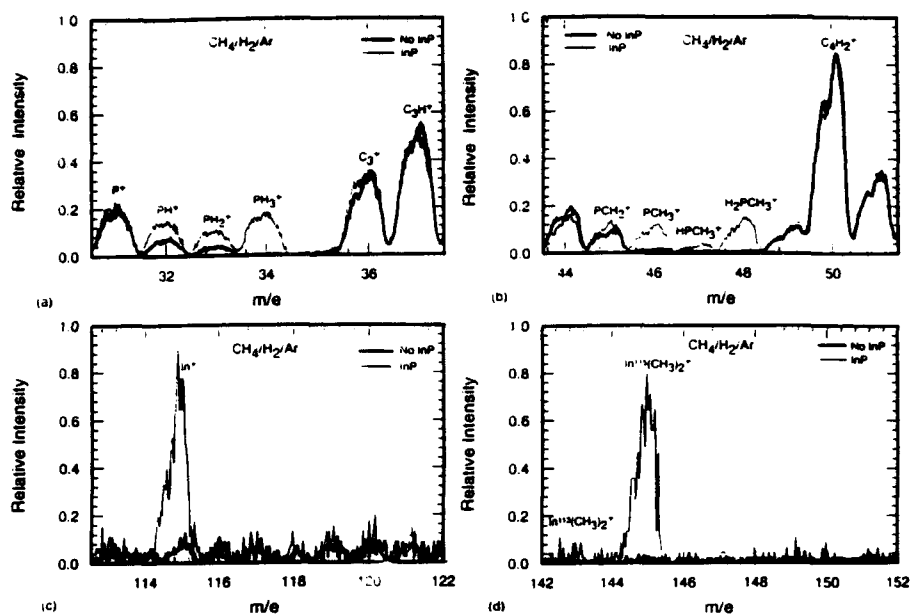 CH4/H2/Ar
No InP
InP
P+
PH+
PH2+
PH3+
C3+
C3H+
Relative Intensity
1.0
0.8
0.6
0.4
0.2
0.0
32
34
36
m/e
(a)
CH4/H2/Ar
No InP
InP
C4H2+
PCH2+
PCH3+
HPCH3+
H2PCH3+
Relative Intensity
1.0
0.8
0.6
0.4
0.2
0.0
44
46
48
50
m/e
(b)
CH4/H2/Ar
No InP
InP
In+
Relative Intensity
1.0
0.8
0.6
0.4
0.2
0.0
114
116
118
120
122
m/e
(c)
CH4/H2/Ar
No InP
InP
In113(CH3)2+
Relative Intensity
1.0
0.8
0.6
0.4
0.2
0.0
142
144
146
148
150
152
m/e
(d)